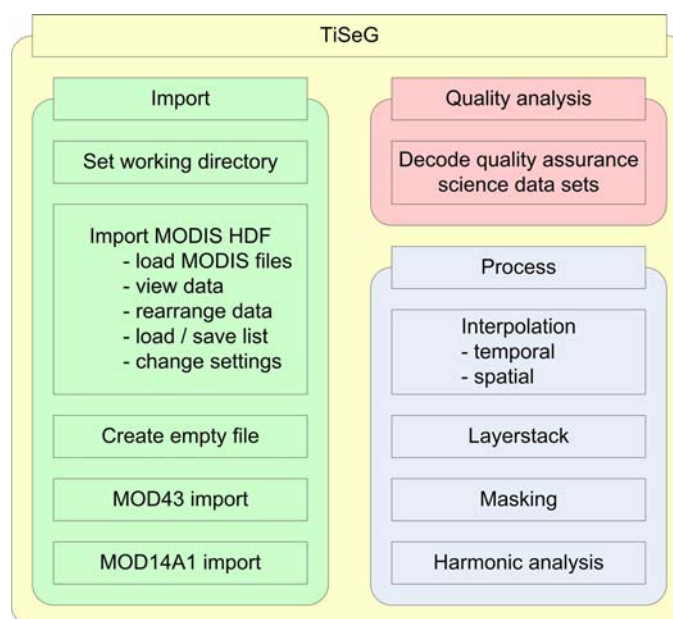 TiSeG
Import
Set working directory
Import MODIS HDF
- load MODIS files
- view data
- rearrange data
- load / save list
- change settings
Create empty file
MOD43 import
MOD14A1 import
Quality analysis
Decode quality assurance
science data sets
Process
Interpolation
- temporal
- spatial
Layerstack
Masking
Harmonic analysis